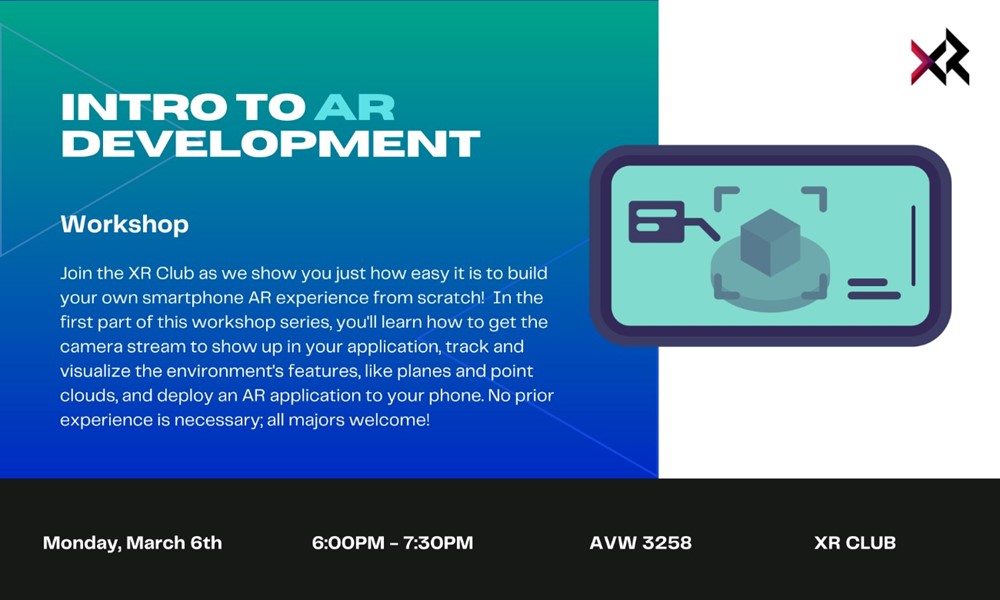 XR
INTRO TO AR
DEVELOPMENT
Workshop
Join the XR Club as we show you just how easy it is to build
your own smartphone AR experience from scratch!  In the
first part of this workshop series, you'll learn how to get the
camera stream to show up in your application, track and
visualize the environment's features, like planes and point
clouds, and deploy an AR application to your phone. No prior
experience is necessary; all majors welcome!
Monday, March 6th
6:00PM - 7:30PM
AVW 3258
XR CLUB